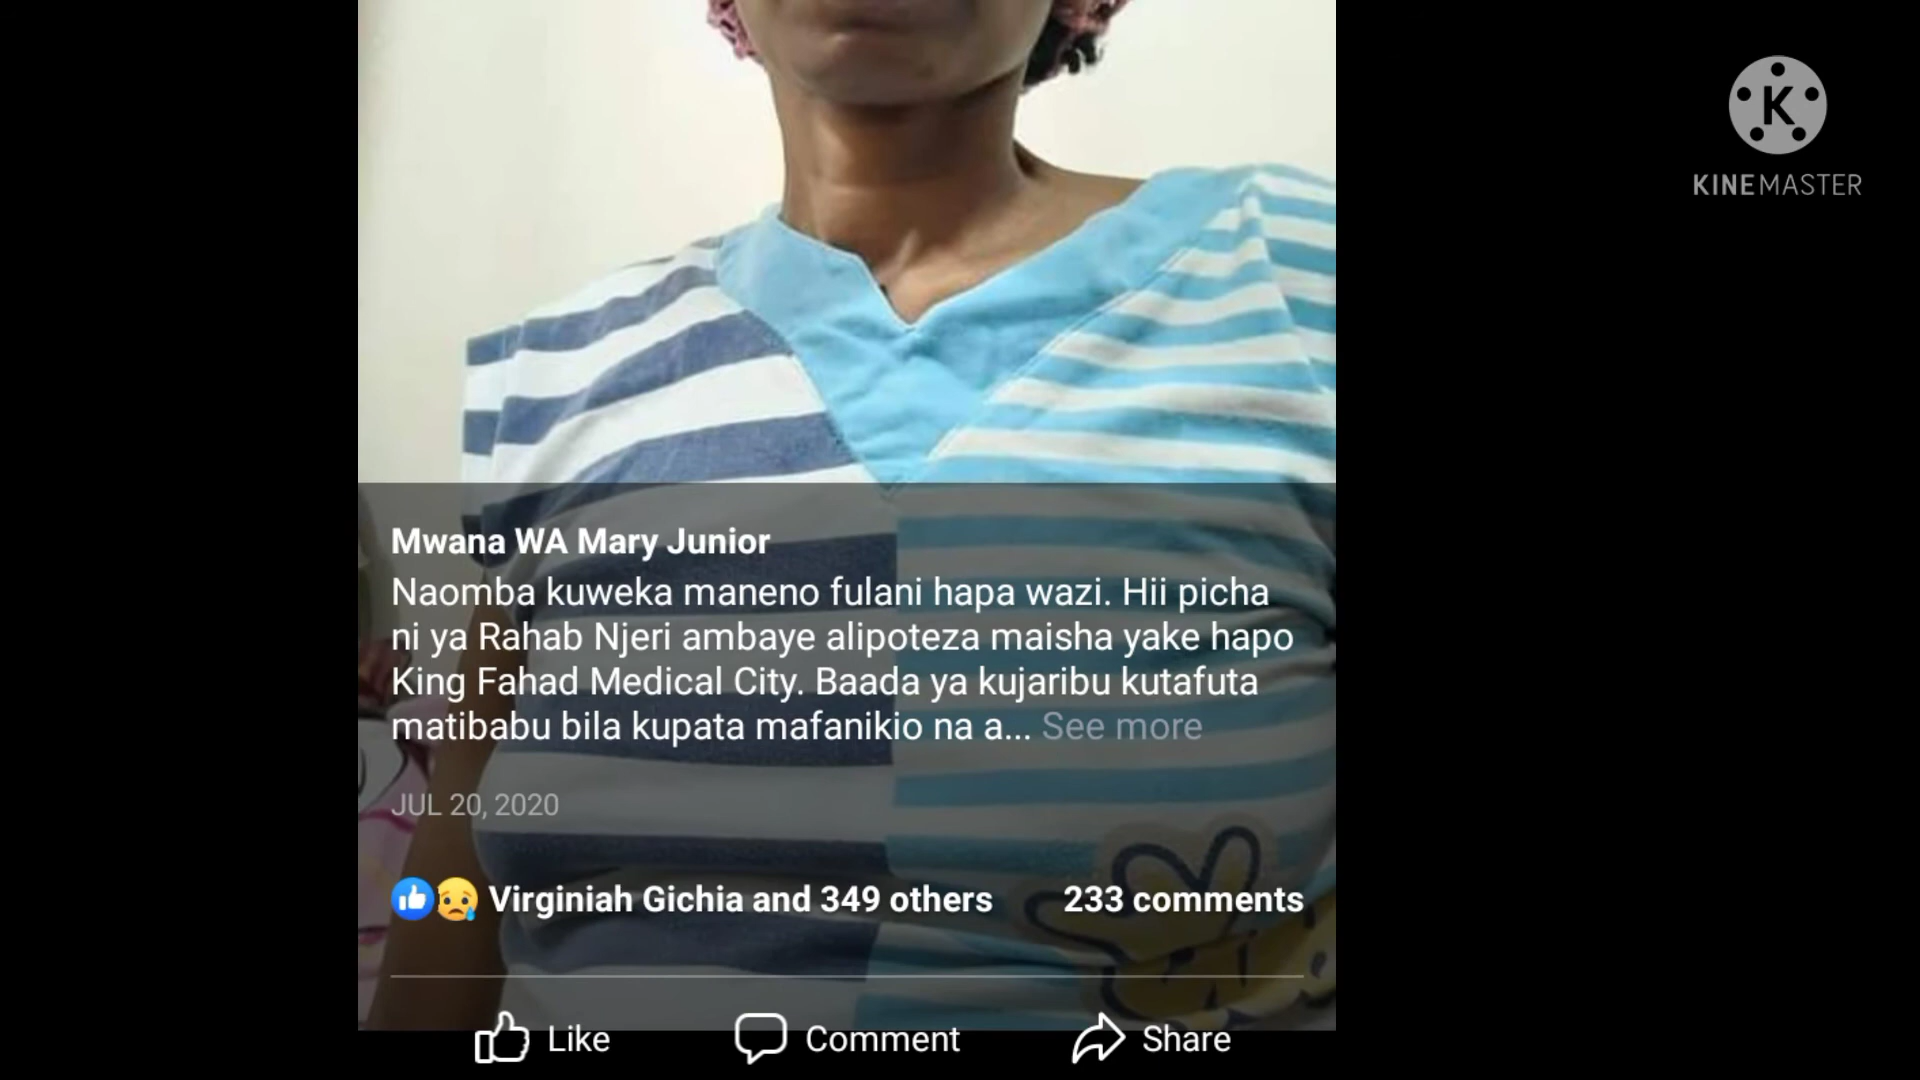 K
KINEMASTER
Mwana WA Mary Junior
Naomba kuweka maneno fulani hapa wazi. Hii picha
ni ya Rahab Njeri ambaye alipoteza maisha yake hapo
King Fahad Medical City. Baada ya kujaribu kutafuta
matibabu bila kupata mafanikio na a... See more
JUL 20, 2020
Virginiah Gichia and 349 others 233 comments
Like Comment Share